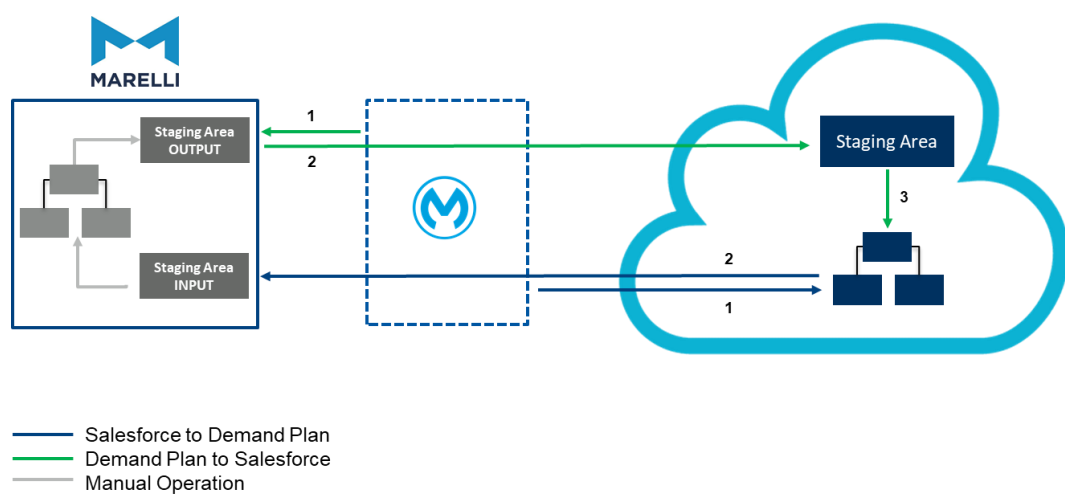 MARELLI
Staging Area
OUTPUT
1
2
Staging Area
3
Staging Area
INPUT
2
1
Salesforce to Demand Plan
Demand Plan to Salesforce
Manual Operation